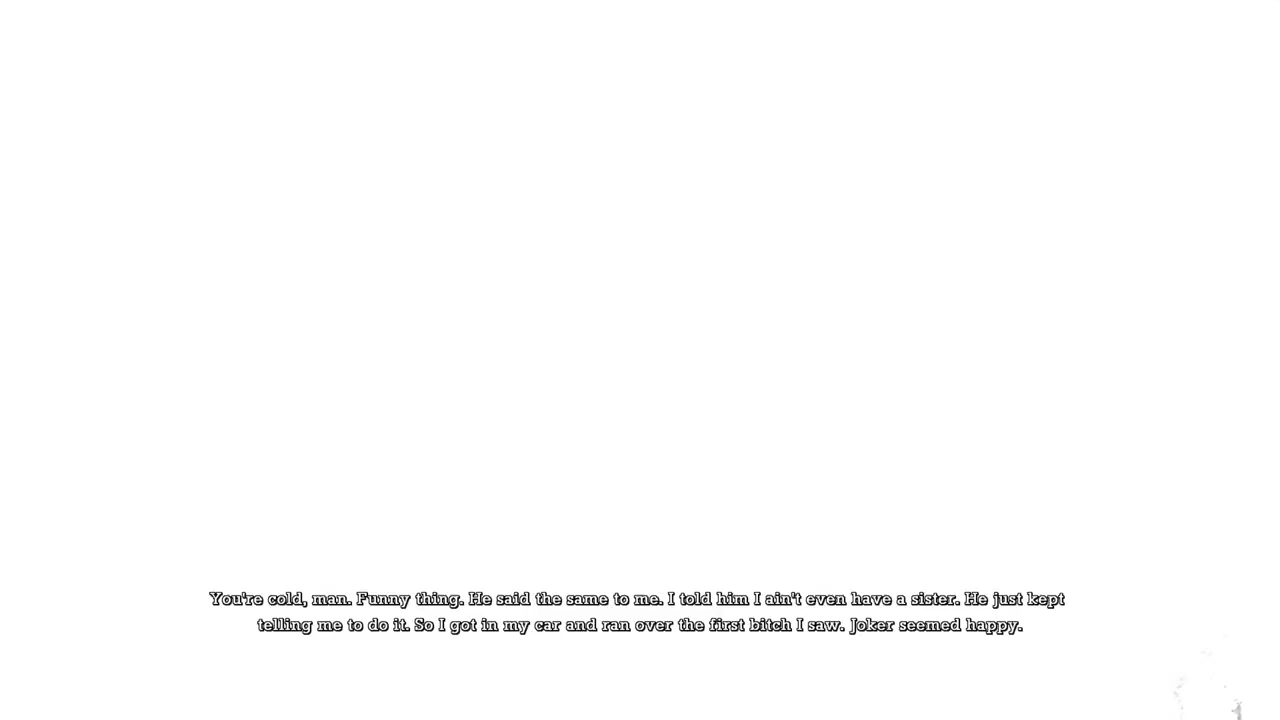 You're cold, man. Funny thing. He said the same to me. I told him I ain't even have a sister. He just kept
telling me to do it. So I got in my car and ran over the first bitch I saw. Joker seemed happy.